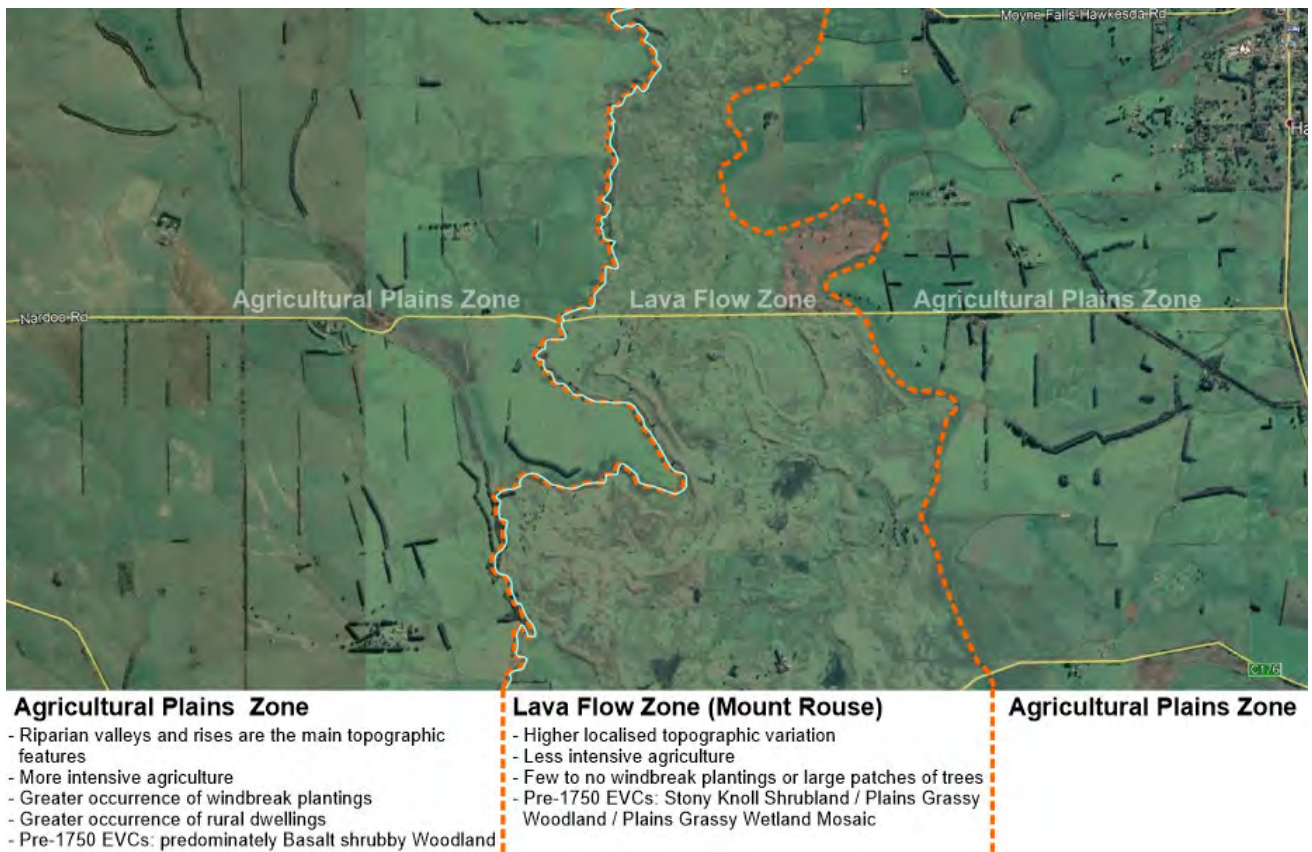 Moyne Falls-Hawkesda Rd
Ha
Agricultural Plains Zone
Lava Flow Zone
Agricultural Plains Zone
Nardoo Rd
C176
Agricultural Plains Zone
- Riparian valleys and rises are the main topographic
features
- More intensive agriculture
- Greater occurrence of windbreak plantings
- Greater occurrence of rural dwellings
- Pre-1750 EVCs: predominately Basalt shrubby Woodland
Lava Flow Zone (Mount Rouse)
- Higher localised topographic variation
- Less intensive agriculture
- Few to no windbreak plantings or large patches of trees
- Pre-1750 EVCs: Stony Knoll Shrubland / Plains Grassy
Woodland / Plains Grassy Wetland Mosaic
Agricultural Plains Zone